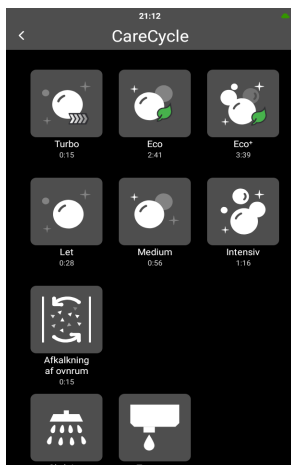 21:12
CareCycle
Turbo
0:15
Eco
2:41
Eco⁺
3:39
Let
0:28
Medium
0:56
Intensiv
1:16
Afkalkning
af ovnrum
0:15